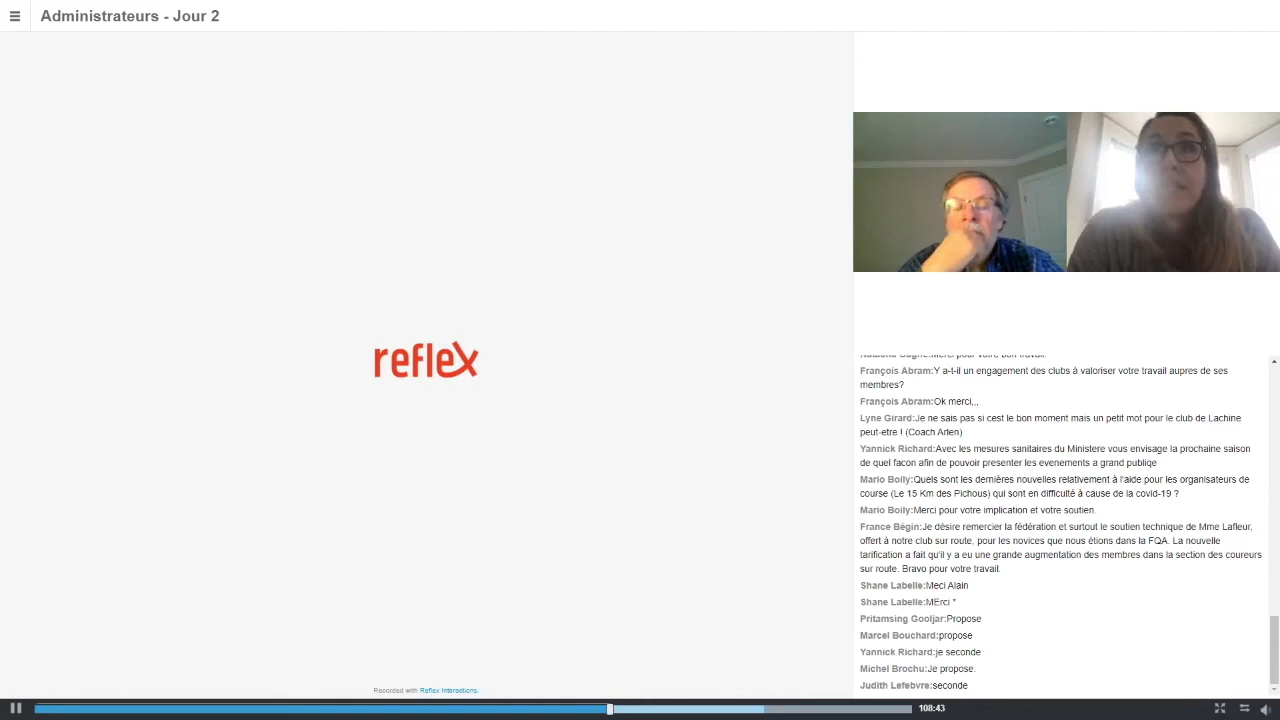 Administrateurs - Jour 2
reflex
Merci pour votre bon travail.
François Abram:Y a-t-il un engagement des clubs à valoriser votre travail aupres de ses
membres?
François Abram:Ok merci,,,
Lyne Girard:Je ne sais pas si cest le bon moment mais un petit mot pour le club de Lachine
peut-etre ! (Coach Arlen)
Yannick Richard:Avec les mesures sanitaires du Ministere vous envisage la prochaine saison
de quel facon afin de pouvoir presenter les evenements a grand publiqe
Mario Boily:Quels sont les dernières nouvelles relativement à l'aide pour les organisateurs de
course (Le 15 Km des Pichous) qui sont en difficulté à cause de la covid-19 ?
Mario Boily:Merci pour votre implication et votre soutien.
France Bégin:Je désire remercier la fédération et surtout le soutien technique de Mme Lafleur,
offert à notre club sur route, pour les novices que nous étions dans la FQA. La nouvelle
tarification a fait qu'il y a eu une grande augmentation des membres dans la section des coureurs
sur route. Bravo pour votre travail.
Shane Labelle:Meci Alain
Shane Labelle:MErci *
Pritamsing Gooljar:Propose
Marcel Bouchard:propose
Yannick Richard:je seconde
Michel Brochu:Je propose.
Judith Lefebvre:seconde
Recorded with Reflex Interactions.
108:43